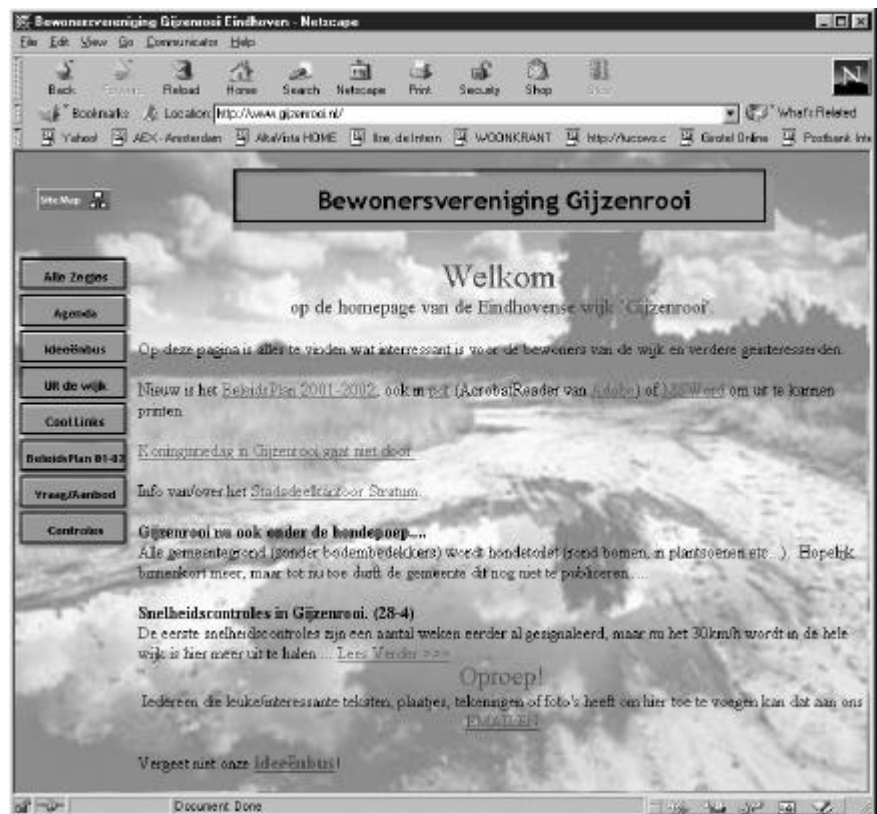 Bewonersvereniging Gijzenrooi Eindhoven - Netscape
File Edit View Go Communicator Help
Back Reload Home Search Netscape Print Security Shop Stop
Bookmarks Location: http://www.gijzenrooi.nl/ What's Related
Yahoo! AEX-Amsterdam AltaVista HOME WOONKRANT http://tucows.c Girotel Online Postbank Inte
Site Map
Bewonersvereniging Gijzenrooi
Alle Zegjes
Agenda
IdeeËnbus
Uit de wijk
Cool Links
BeleidsPlan 01-02
Vraag/Aanbod
Controles
Welkom
op de homepage van de Eindhovense wijk 'Gijzenrooi'.
Op deze pagina is alles te vinden wat interressant is voor de bewoners van de wijk en verdere geinteresserden.
Nieuw is het BeleidsPlan 2001-2002, ook in pdf (AcrobatReader van Adobe) of MSWord om uit te kunnen
printen.
Koninginnedag in Gijzenrooi gaat niet door.
Info van/over het Stadsdeelkantoor Stratum.
Gijzenrooi nu ook onder de hondepoep....
Alle gemeentegrond (zonder bodembedekkers) wordt hondetoilet (rond bomen, in plantsoenen etc...). Hopelijk
binnenkort meer, maar tot nu toe durft de gemeente dit nog niet te publiceren.....
Snelheidscontroles in Gijzenrooi. (28-4)
De eerste snelheidscontroles zijn een aantal weken eerder al gesignaleerd, maar nu het 30km/h wordt in de hele
wijk is hier meer uit te halen ... Lees Verder >>>
Oproep!
Iedereen die leuke/interessante teksten, plaatjes, tekeningen of foto's heeft om hier toe te voegen kan dat aan ons
EMAILEN
Vergeet niet onze IdeeËnbus!
Document: Done